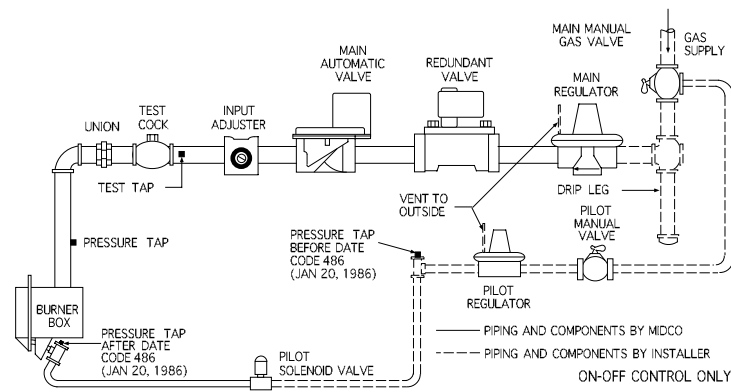 MAIN MANUAL
GAS VALVE
GAS
SUPPLY
MAIN
AUTOMATIC
VALVE
REDUNDANT
VALVE
MAIN
REGULATOR
TEST
COCK
UNION
INPUT
ADJUSTER
TEST TAP
DRIP LEG
VENT TO
OUTSIDE
PILOT
MANUAL
VALVE
PRESSURE TAP
PRESSURE TAP
BEFORE DATE
CODE 486
(JAN 20, 1986)
PILOT
REGULATOR
BURNER
BOX
PRESSURE TAP
AFTER DATE
CODE 486
(JAN 20, 1986)
PILOT
SOLENOID VALVE
PIPING AND COMPONENTS BY MIDCO
PIPING AND COMPONENTS BY INSTALLER
ON-OFF CONTROL ONLY